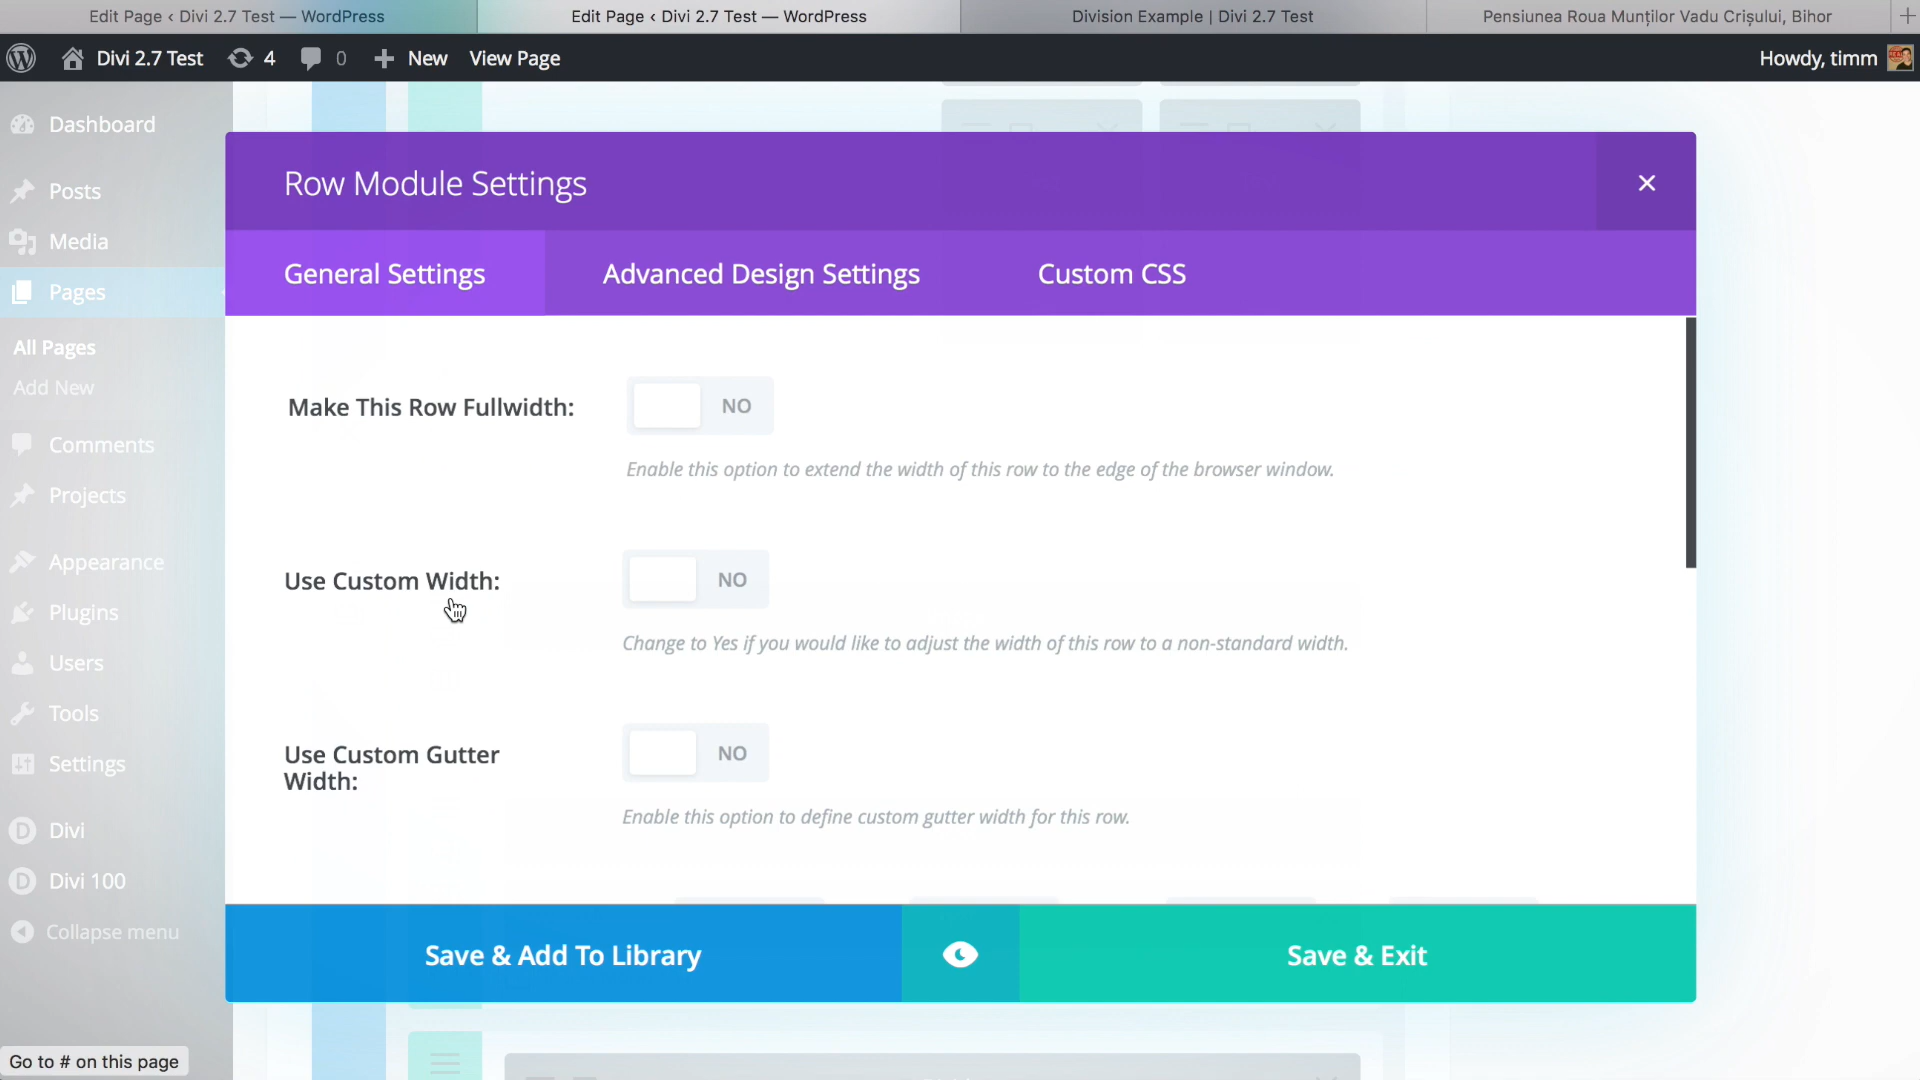 Edit Page ‹ Divi 2.7 Test — WordPress
Edit Page ‹ Divi 2.7 Test — WordPress
Division Example | Divi 2.7 Test
Pensiunea Roua Munților Vadu Crișului, Bihor
Divi 2.7 Test
4
0
New
View Page
Howdy, timm
Dashboard
Posts
Media
Pages
All Pages
Add New
Comments
Projects
Appearance
Plugins
Users
Tools
Settings
Divi
Divi 100
Collapse menu
Row Module Settings
General Settings
Advanced Design Settings
Custom CSS
Make This Row Fullwidth:
NO
Enable this option to extend the width of this row to the edge of the browser window.
Use Custom Width:
NO
Change to Yes if you would like to adjust the width of this row to a non-standard width.
Use Custom Gutter
Width:
NO
Enable this option to define custom gutter width for this row.
Save & Add To Library
Save & Exit
Go to # on this page